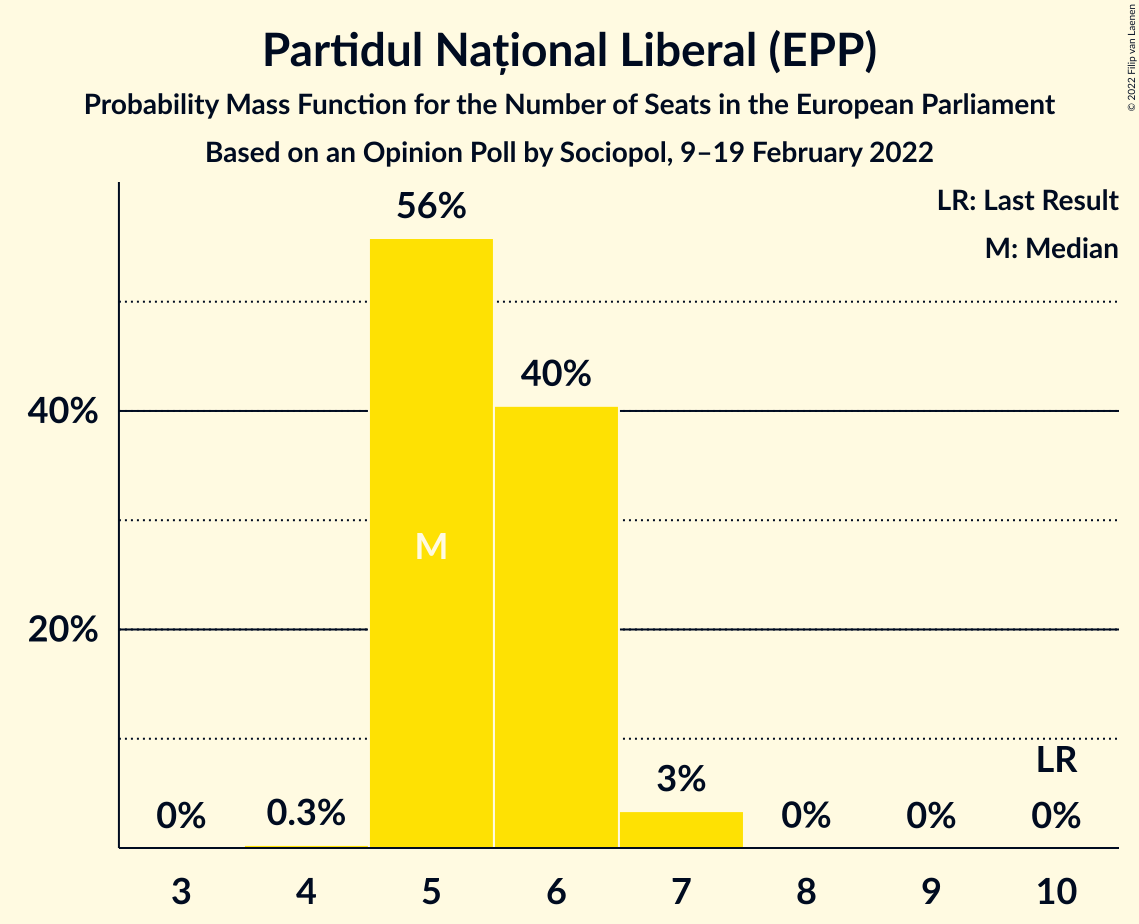 Partidul Național Liberal (EPP)
Probability Mass Function for the Number of Seats in the European Parliament
Based on an Opinion Poll by Sociopol, 9–19 February 2022
© 2022 Filip van Laenen
LR: Last Result
M: Median
56%
40%
40%
M
20%
LR
0%
0.3%
3%
0%
0%
0%
3
4
5
6
7
8
9
10